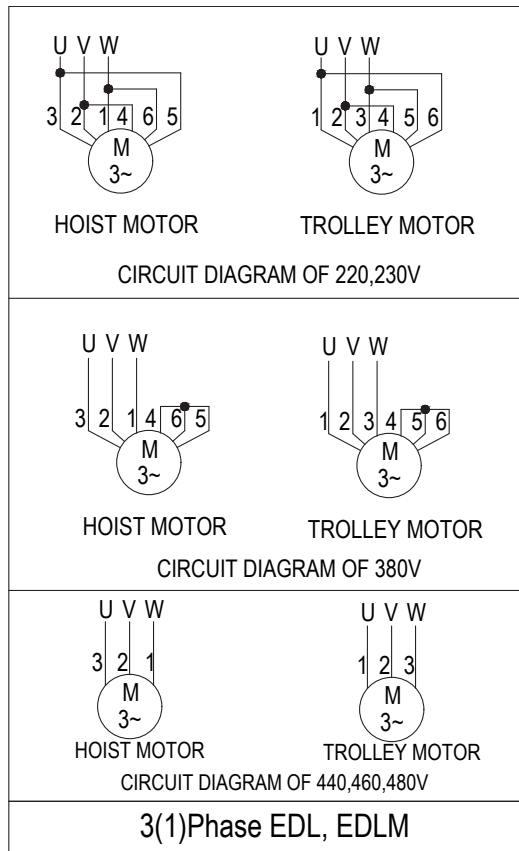 U V W U V W
3 2 1 4 6 5 1 2 3 4 5 6
M M
3~ 3~
HOIST MOTOR TROLLEY MOTOR
CIRCUIT DIAGRAM OF 220,230V
U V W U V W
3 2 1 4 6 5 1 2 3 4 5 6
M M
3~ 3~
HOIST MOTOR TROLLEY MOTOR
CIRCUIT DIAGRAM OF 380V
U V W U V W
3 2 1 1 2 3
M M
3~ 3~
HOIST MOTOR TROLLEY MOTOR
CIRCUIT DIAGRAM OF 440,460,480V
3(1)Phase EDL, EDLM